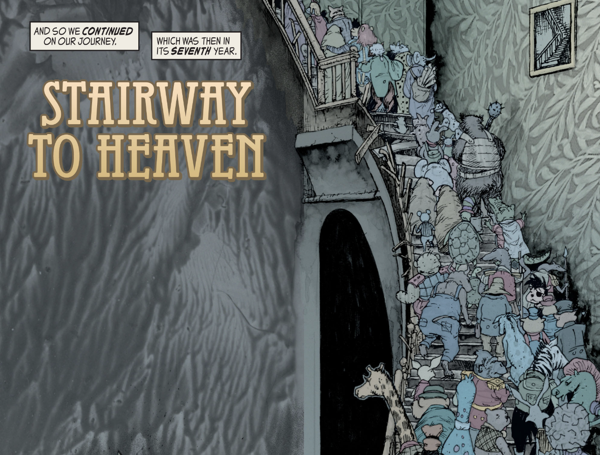 AND SO WE CONTINUED
ON OUR JOURNEY.
WHICH WAS THEN IN
ITS SEVENTH YEAR.
STAIRWAY
TO HEAVEN